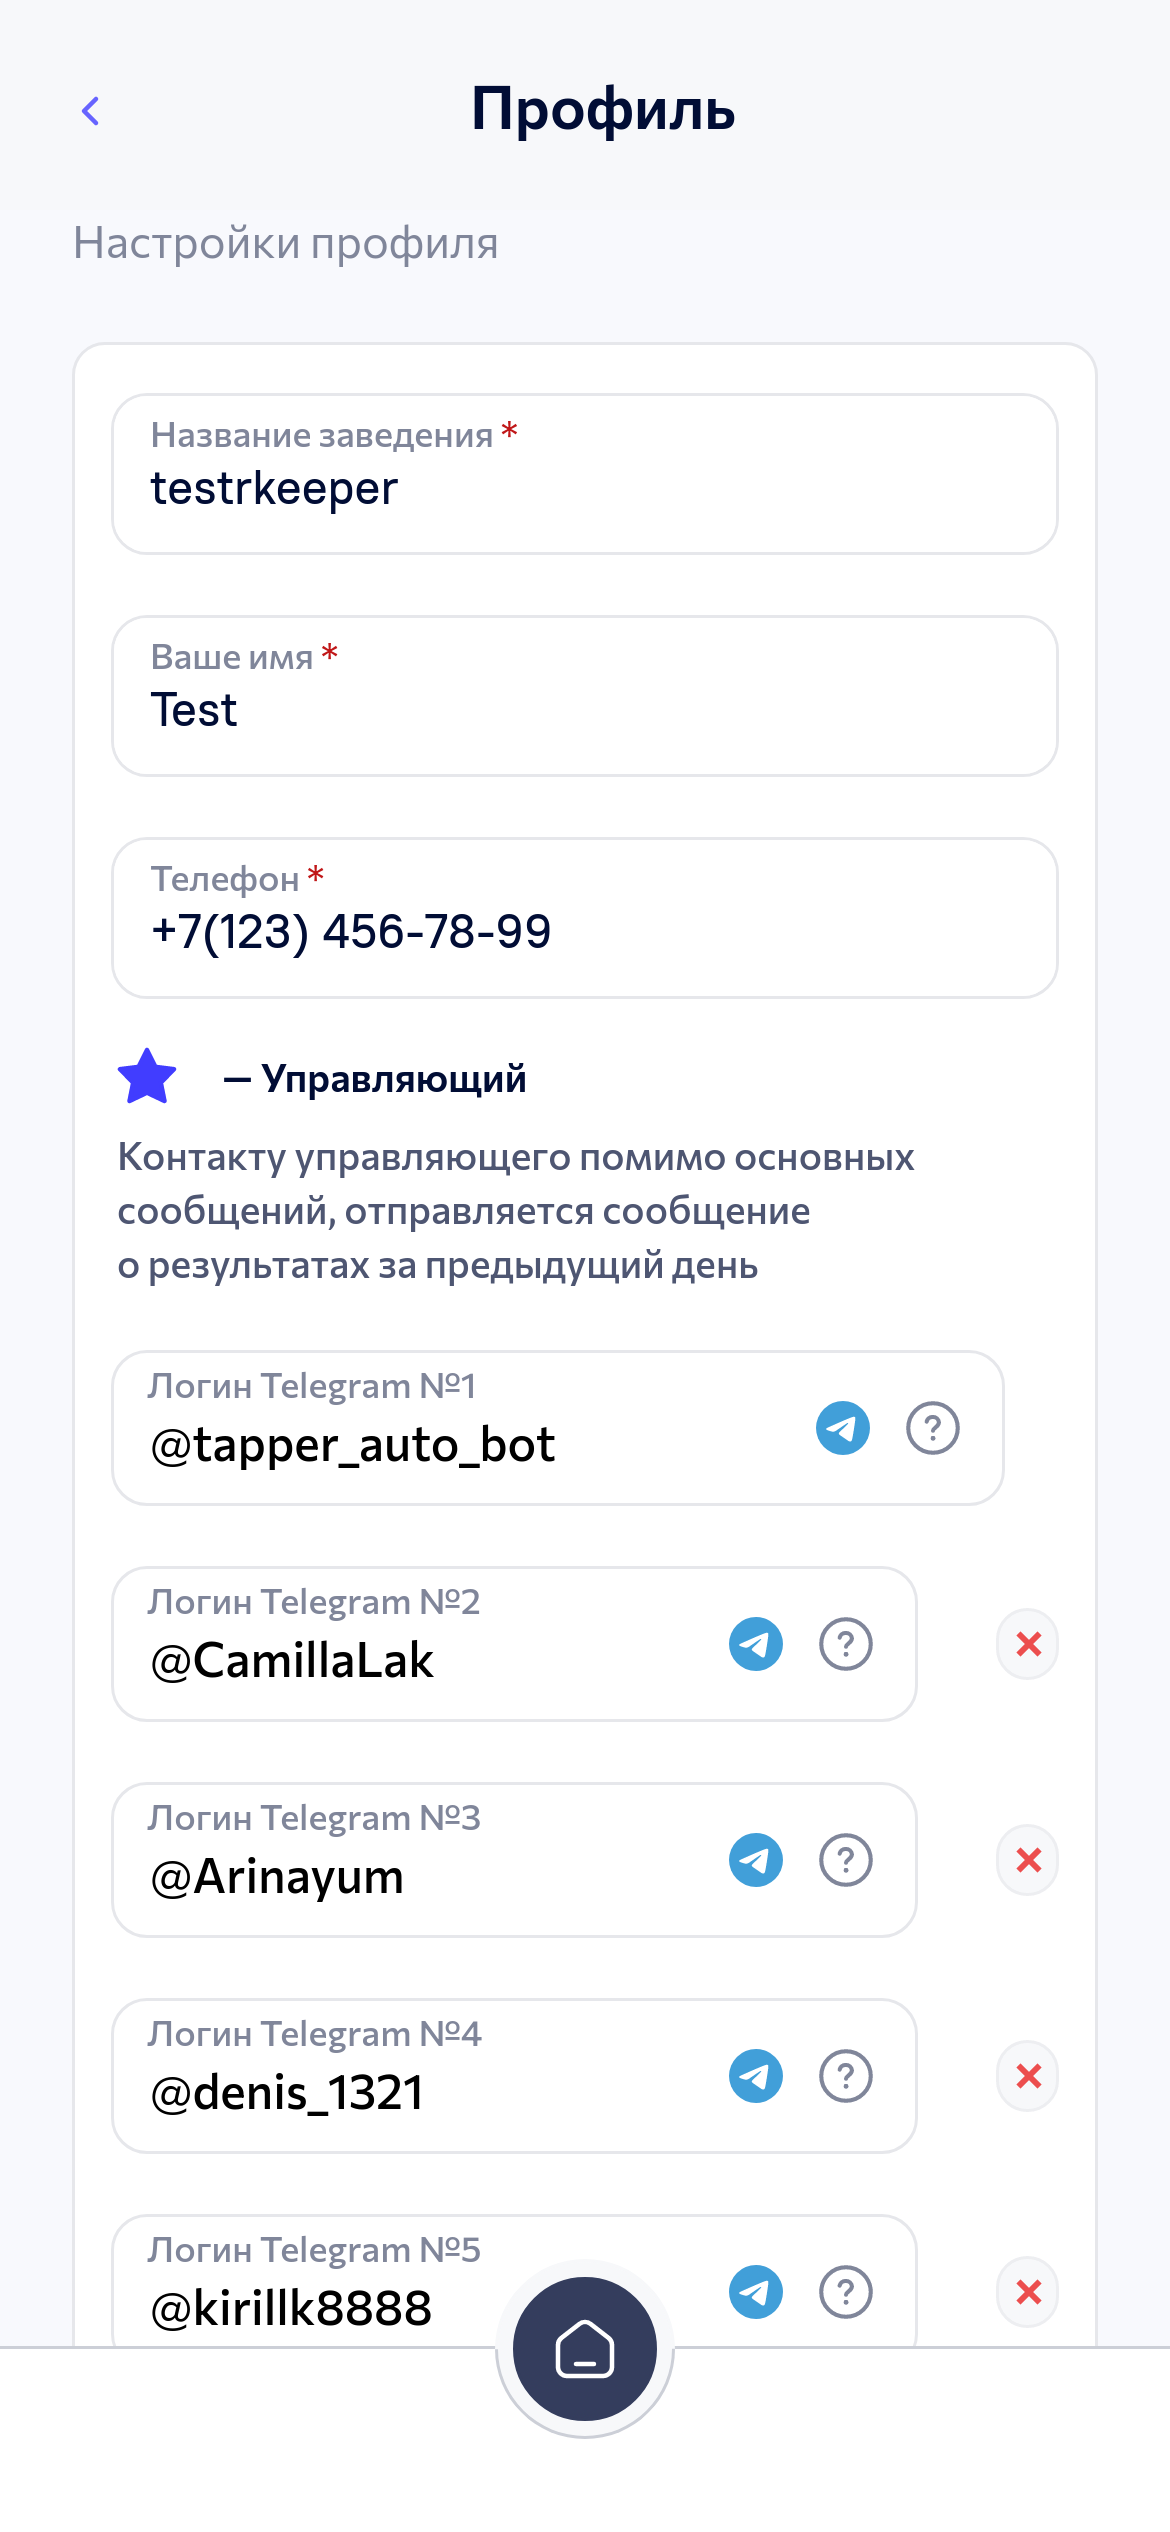 Профиль
Настройки профиля
Название заведения *
testrkeeper
Ваше имя *
Test
Телефон *
+7(123) 456-78-99
— Управляющий
Контакту управляющего помимо основных
сообщений, отправляется сообщение
о результатах за предыдущий день
Логин Telegram №1
@tapper_auto_bot
Логин Telegram №2
@CamillaLak
Логин Telegram №3
@Arinayum
Логин Telegram №4
@denis_1321
Логин Telegram №5
@kirillk8888